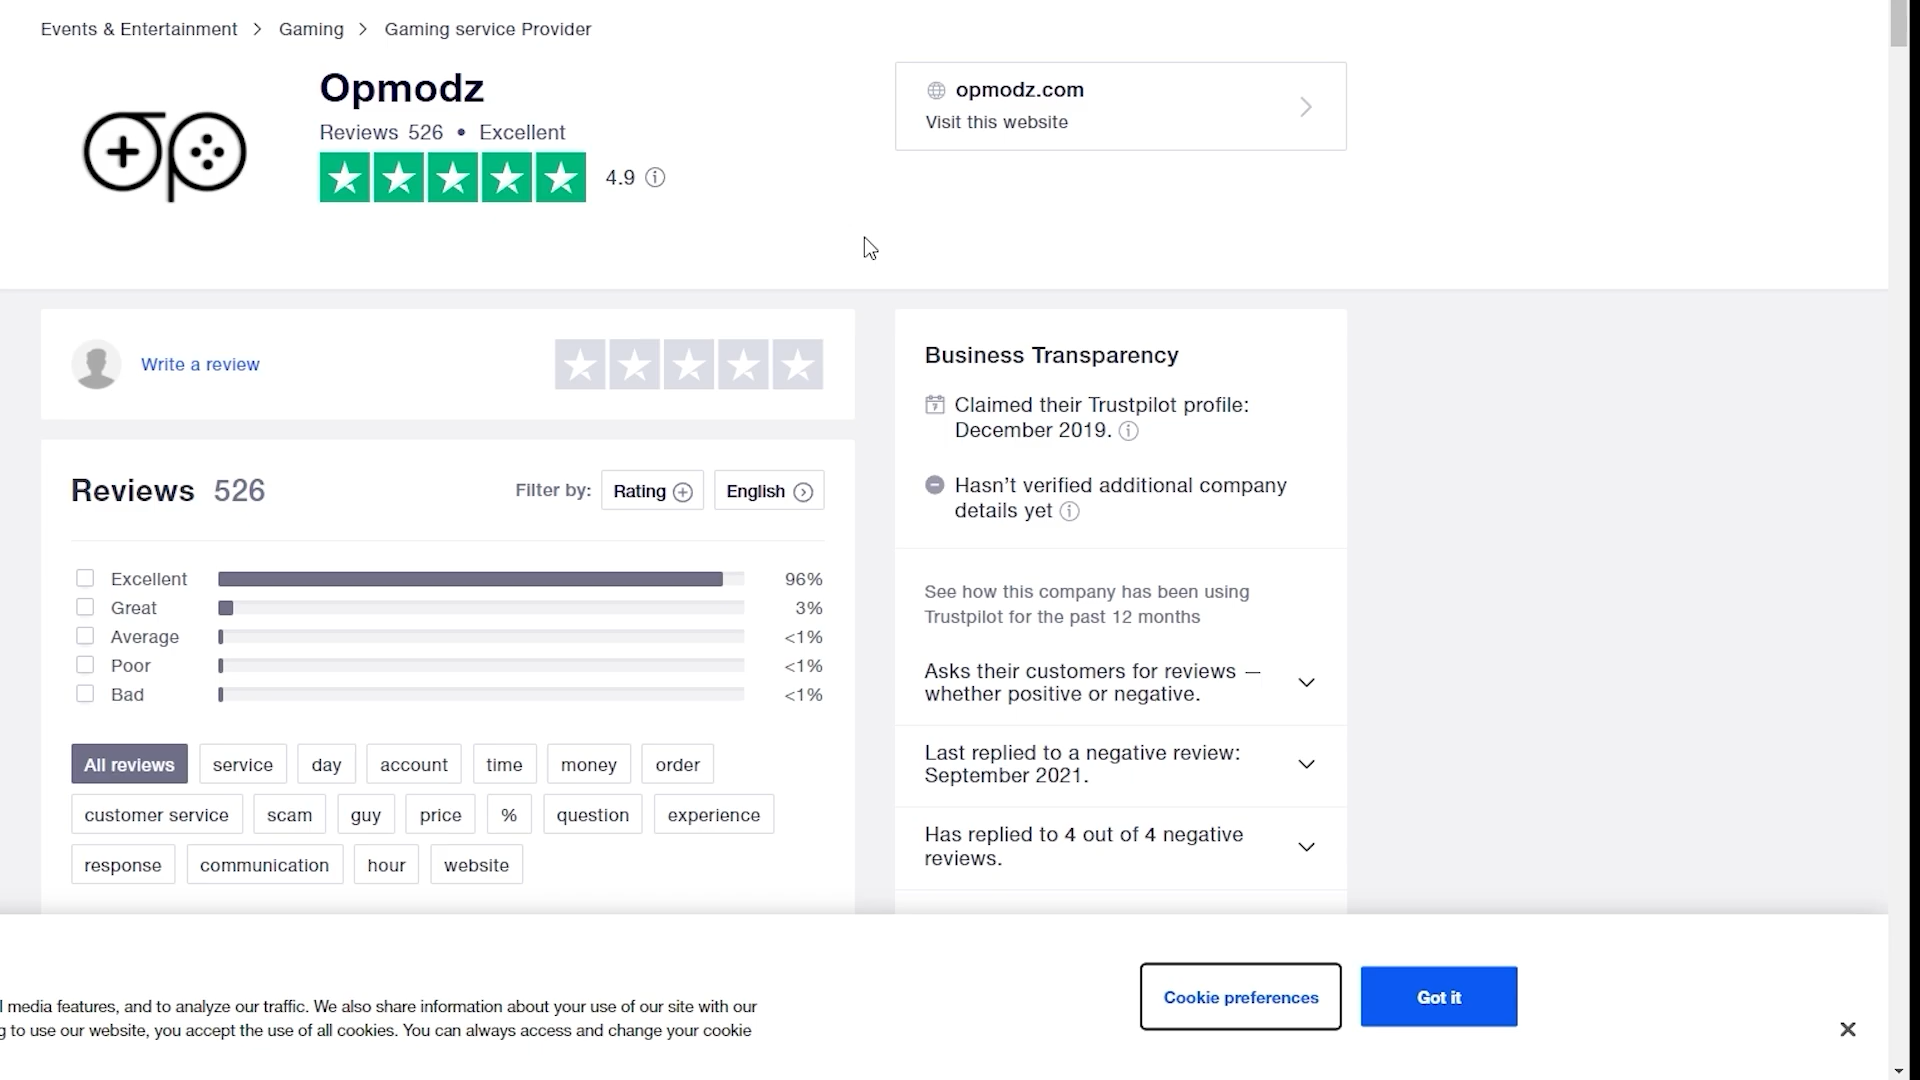 Events & Entertainment > Gaming > Gaming service Provider
Opmodz
Reviews 526 • Excellent
4.9
opmodz.com
Visit this website
Write a review
Reviews 526
Filter by: Rating English
Excellent 96%
Great 3%
Average <1%
Poor <1%
Bad <1%
All reviews service day account time money order
customer service scam guy price % question experience
response communication hour website
Business Transparency
Claimed their Trustpilot profile:
December 2019.
Hasn't verified additional company
details yet
See how this company has been using
Trustpilot for the past 12 months
Asks their customers for reviews —
whether positive or negative.
Last replied to a negative review:
September 2021.
Has replied to 4 out of 4 negative
reviews.
media features, and to analyze our traffic. We also share information about your use of our site with our
to use our website, you accept the use of all cookies. You can always access and change your cookie
Cookie preferences
Got it